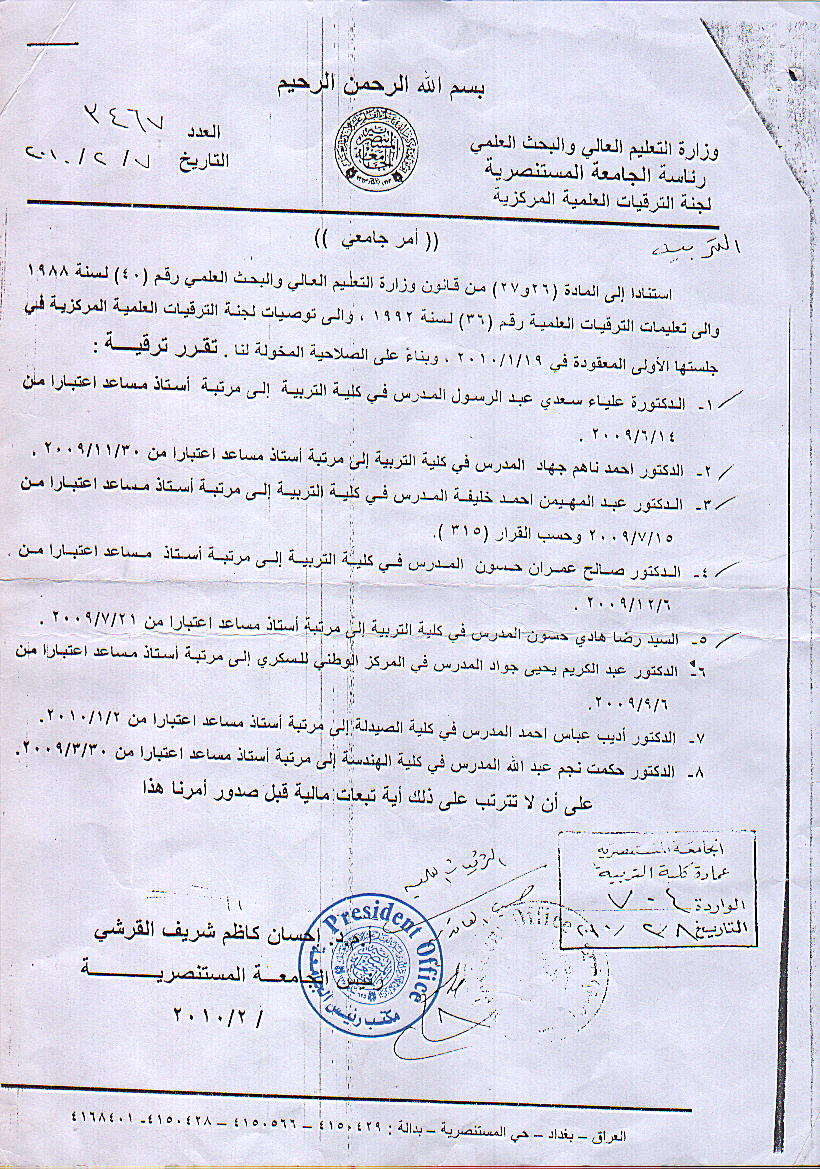 بسم الله الرحمن الرحيم
وزارة التعليم العالي والبحث العلمي
رئاسة الجامعة المستنصرية
لجنة الترقيات العلمية المركزية
العدد ٣٤٦٧
التاريخ ٧ / ٢ / ٢٠١٠
التربية
(( أمر جامعي ))
استنادا إلى المادة (٢٦و٢٧) من قانون وزارة التعليم العالي والبحث العلمي رقم (٤٠) لسنة ١٩٨٨
والى تعليمات الترقيات العلمية رقم (٣٦) لسنة ١٩٩٢ ، والى توصيات لجنة الترقيات العلمية المركزية في
جلستها الأولى المعقودة في ٢٠١٠/١/١٩ ، وبناءً على الصلاحية المخولة لنا . تقرر ترقية :
١- الدكتورة علياء سعدي عبد الرسول المدرس في كلية التربية إلى مرتبة أستاذ مساعد اعتبارا من
٢٠٠٩/٦/١٤ .
٢- الدكتور احمد ناهم جهاد المدرس في كلية التربية إلى مرتبة أستاذ مساعد اعتبارا من ٢٠٠٩/١١/٣٠ .
٣- الدكتور عبد المهيمن احمد خليفة المدرس في كلية التربية إلى مرتبة أستاذ مساعد اعتبارا من
٢٠٠٩/٧/١٥ وحسب القرار (٣١٥ ).
٤- الدكتور صالح عمران حسون المدرس في كلية التربية إلى مرتبة أستاذ مساعد اعتبارا من .
٢٠٠٩/١٢/٦ .
٥- السيد رضا هادي حسون المدرس في كلية التربية إلى مرتبة أستاذ مساعد اعتبارا من ٢٠٠٩/٧/٢١ .
٦- الدكتور عبد الكريم يحيى جواد المدرس في المركز الوطني للسكري إلى مرتبة أستاذ مساعد اعتبارا من
٢٠٠٩/٩/٦.
٧- الدكتور أديب عباس احمد المدرس في كلية الصيدلة إلى مرتبة أستاذ مساعد اعتبارا من ٢٠١٠/١/٢.
٨- الدكتور حكمت نجم عبد الله المدرس في كلية الهندسة إلى مرتبة أستاذ مساعد اعتبارا من ٢٠٠٩/٣/٣٠.
على أن لا تترتب على ذلك أية تبعات مالية قبل صدور أمرنا هذا
الجامعة المستنصرية
عمادة كلية التربية
الواردة ٧٠٤
التاريخ ٢٠١٠/٢/٨
أ.م.د. إحسان كاظم شريف القرشي
رئيس الجامعة المستنصرية
/ ٢٠١٠/٢
President Office
مكتب رئيس الجامعة
العراق – بغداد – حي المستنصرية – بدالة : ٤١٥٠٤٢٩ – ٤١٥٠٥٦٦ – ٤١٥٠٤٢٨ – ٤١٦٨٤٠١